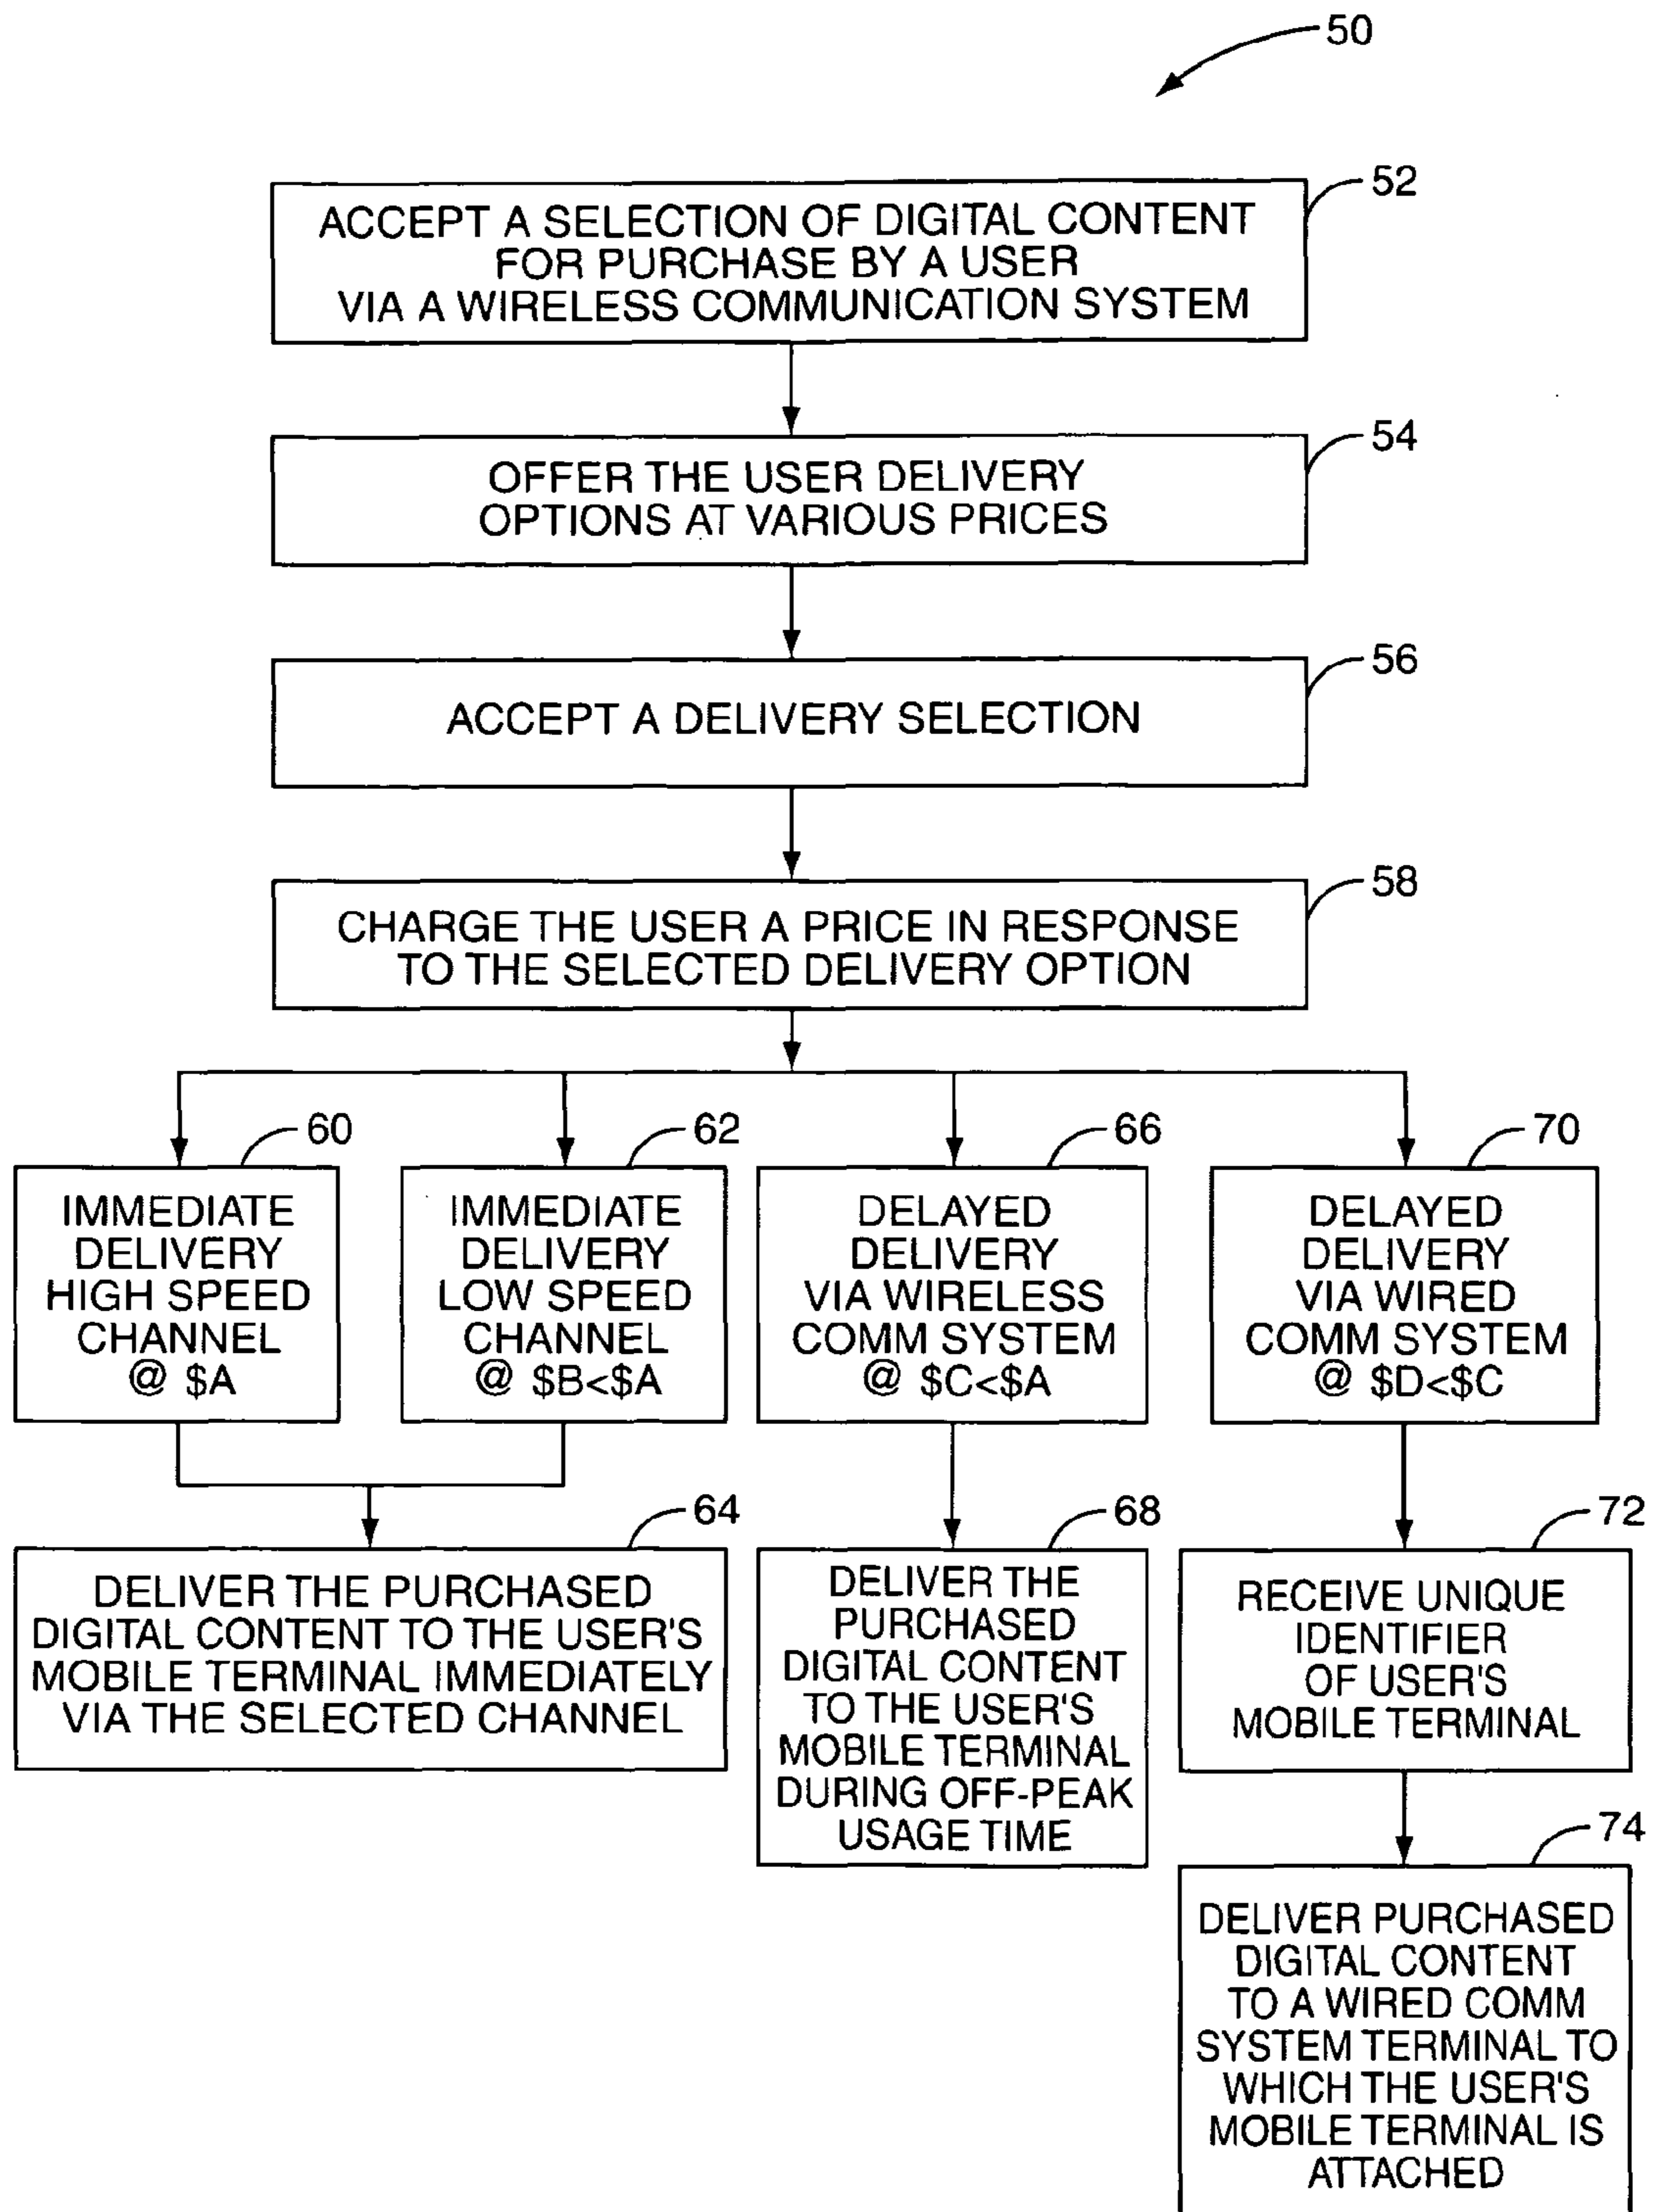 50
52
ACCEPT A SELECTION OF DIGITAL CONTENT
FOR PURCHASE BY A USER
VIA A WIRELESS COMMUNICATION SYSTEM
54
OFFER THE USER DELIVERY
OPTIONS AT VARIOUS PRICES
56
ACCEPT A DELIVERY SELECTION
58
CHARGE THE USER A PRICE IN RESPONSE
TO THE SELECTED DELIVERY OPTION
60
IMMEDIATE
DELIVERY
HIGH SPEED
CHANNEL
@ $A
62
IMMEDIATE
DELIVERY
LOW SPEED
CHANNEL
@ $B<$A
66
DELAYED
DELIVERY
VIA WIRELESS
COMM SYSTEM
@ $C<$A
70
DELAYED
DELIVERY
VIA WIRED
COMM SYSTEM
@ $D<$C
64
DELIVER THE PURCHASED
DIGITAL CONTENT TO THE USER'S
MOBILE TERMINAL IMMEDIATELY
VIA THE SELECTED CHANNEL
68
DELIVER THE
PURCHASED
DIGITAL CONTENT
TO THE USER'S
MOBILE TERMINAL
DURING OFF-PEAK
USAGE TIME
72
RECEIVE UNIQUE
IDENTIFIER
OF USER'S
MOBILE TERMINAL
74
DELIVER PURCHASED
DIGITAL CONTENT
TO A WIRED COMM
SYSTEM TERMINAL TO
WHICH THE USER'S
MOBILE TERMINAL IS
ATTACHED